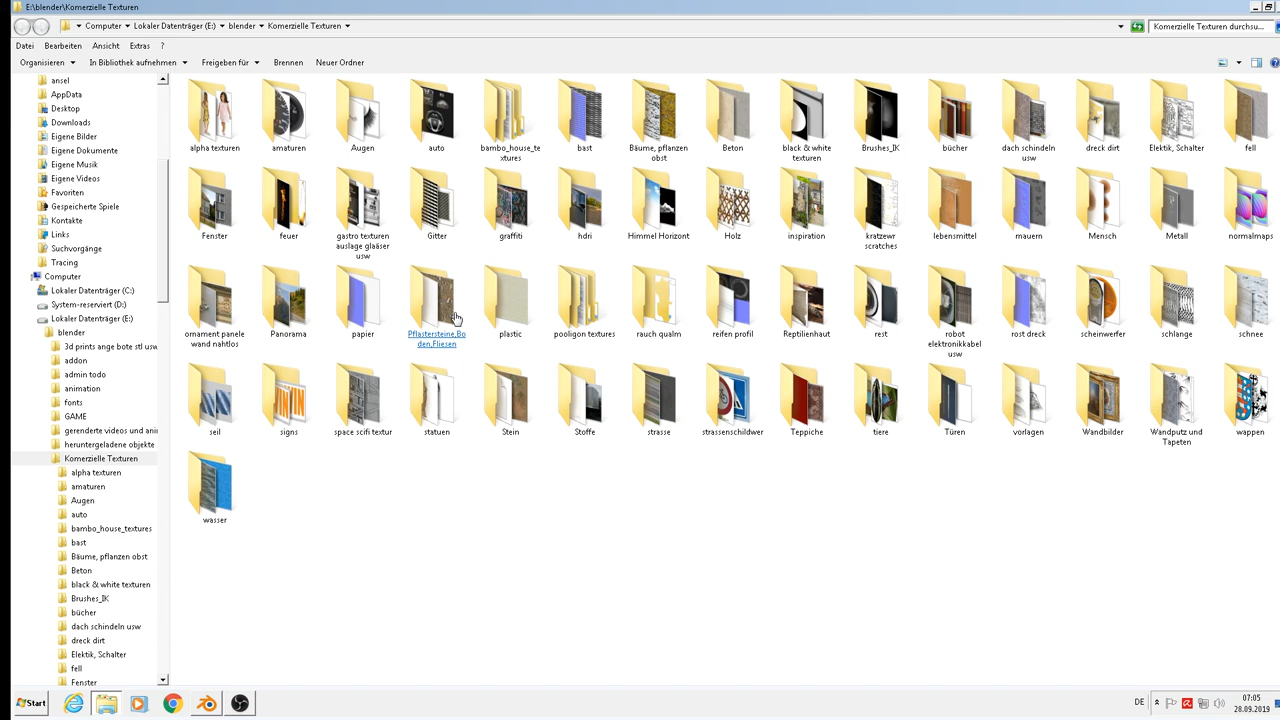 E:\blender\Komerzielle Texturen
Computer Lokaler Datenträger (E:) blender Komerzielle Texturen
Komerzielle Texturen durchsu...
Datei Bearbeiten Ansicht Extras ?
Organisieren In Bibliothek aufnehmen Freigeben für Brennen Neuer Ordner
ansel
AppData
Desktop
Downloads
Eigene Bilder
Eigene Dokumente
Eigene Musik
Eigene Videos
Favoriten
Gespeicherte Spiele
Kontakte
Links
Suchvorgänge
Tracing
Computer
Lokaler Datenträger (C:)
System-reserviert (D:)
Lokaler Datenträger (E:)
blender
3d prints ange bote stl usw
addon
admin todo
animation
fonts
GAME
gerenderte videos und ani
heruntergeladene objekte
Komerzielle Texturen
alpha texturen
amaturen
Augen
auto
bambo_house_textures
bast
Bäume, pflanzen obst
Beton
black & white texturen
Brushes_IK
bücher
dach schindeln usw
dreck dirt
Elektik, Schalter
fell
Fenster
alpha texturen
amaturen
Augen
auto
bambo_house_te
xtures
bast
Bäume, pflanzen
obst
Beton
black & white
texturen
Brushes_IK
bücher
dach schindeln
usw
dreck dirt
Elektik, Schalter
fell
Fenster
feuer
gastro texturen
auslage glaäser
usw
Gitter
graffiti
hdri
Himmel Horizont
Holz
inspiration
kratzewr
scratches
lebensmittel
mauern
Mensch
Metall
normalmaps
ornament panele
wand nahtlos
Panorama
papier
Pflastersteine,Bo
den,Fliesen
plastic
pooligon textures
rauch qualm
reifen profil
Reptilienhaut
rest
robot
elektronikkabel
usw
rost dreck
scheinwerfer
schlange
schnee
seil
signs
space scifi textur
statuen
Stein
Stoffe
strasse
strassenschildwer
Teppiche
tiere
Türen
vorlagen
Wandbilder
Wandputz und
Tapeten
wappen
wasser
Start
DE
07:05
28.09.2019